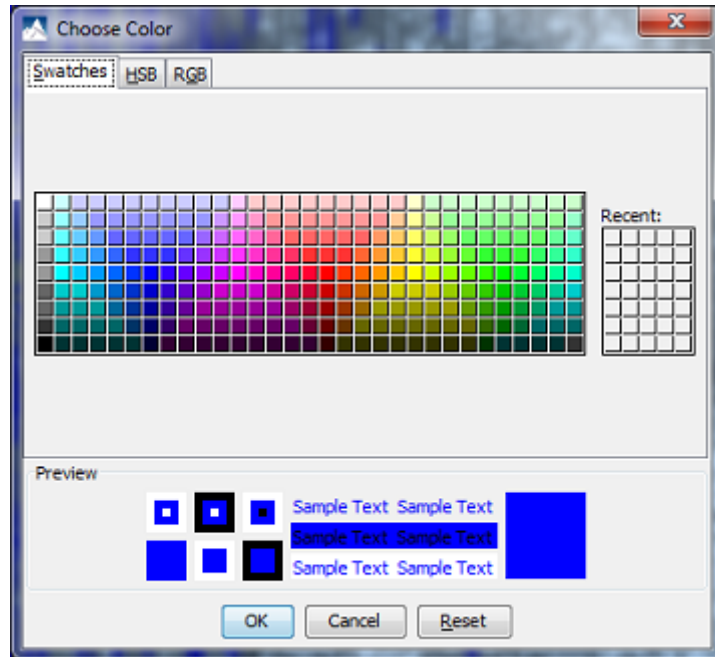 Choose Color
Swatches HSB RGB
Recent:
Preview
Sample Text Sample Text
Sample Text Sample Text
Sample Text Sample Text
OK Cancel Reset